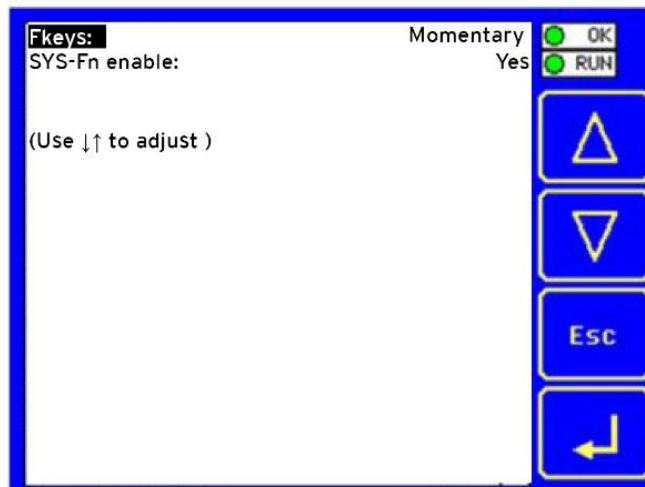 Fkeys: Momentary OK
SYS-Fn enable: Yes RUN
(Use ↓↑ to adjust )
Esc